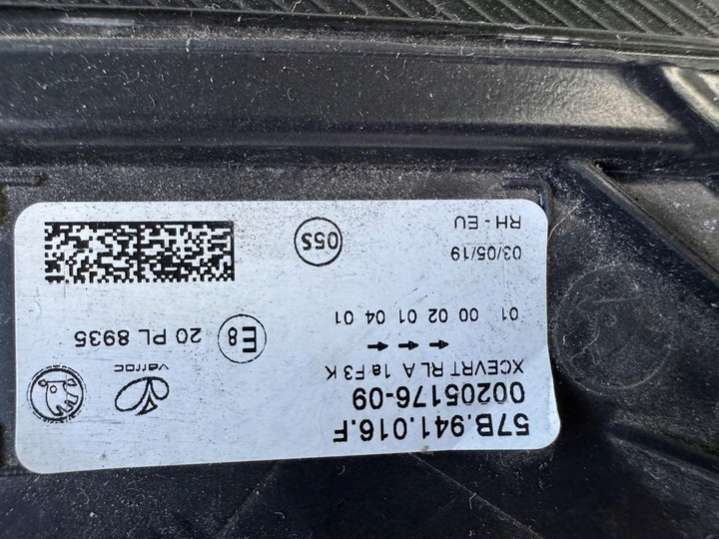 57B.941.016.F
00205176-09
XCEVRT RL A 1a F3 K
01 00 02 01 04 01
03/05/19
RH - EU
varroc
E8
20 PL 8935
05S